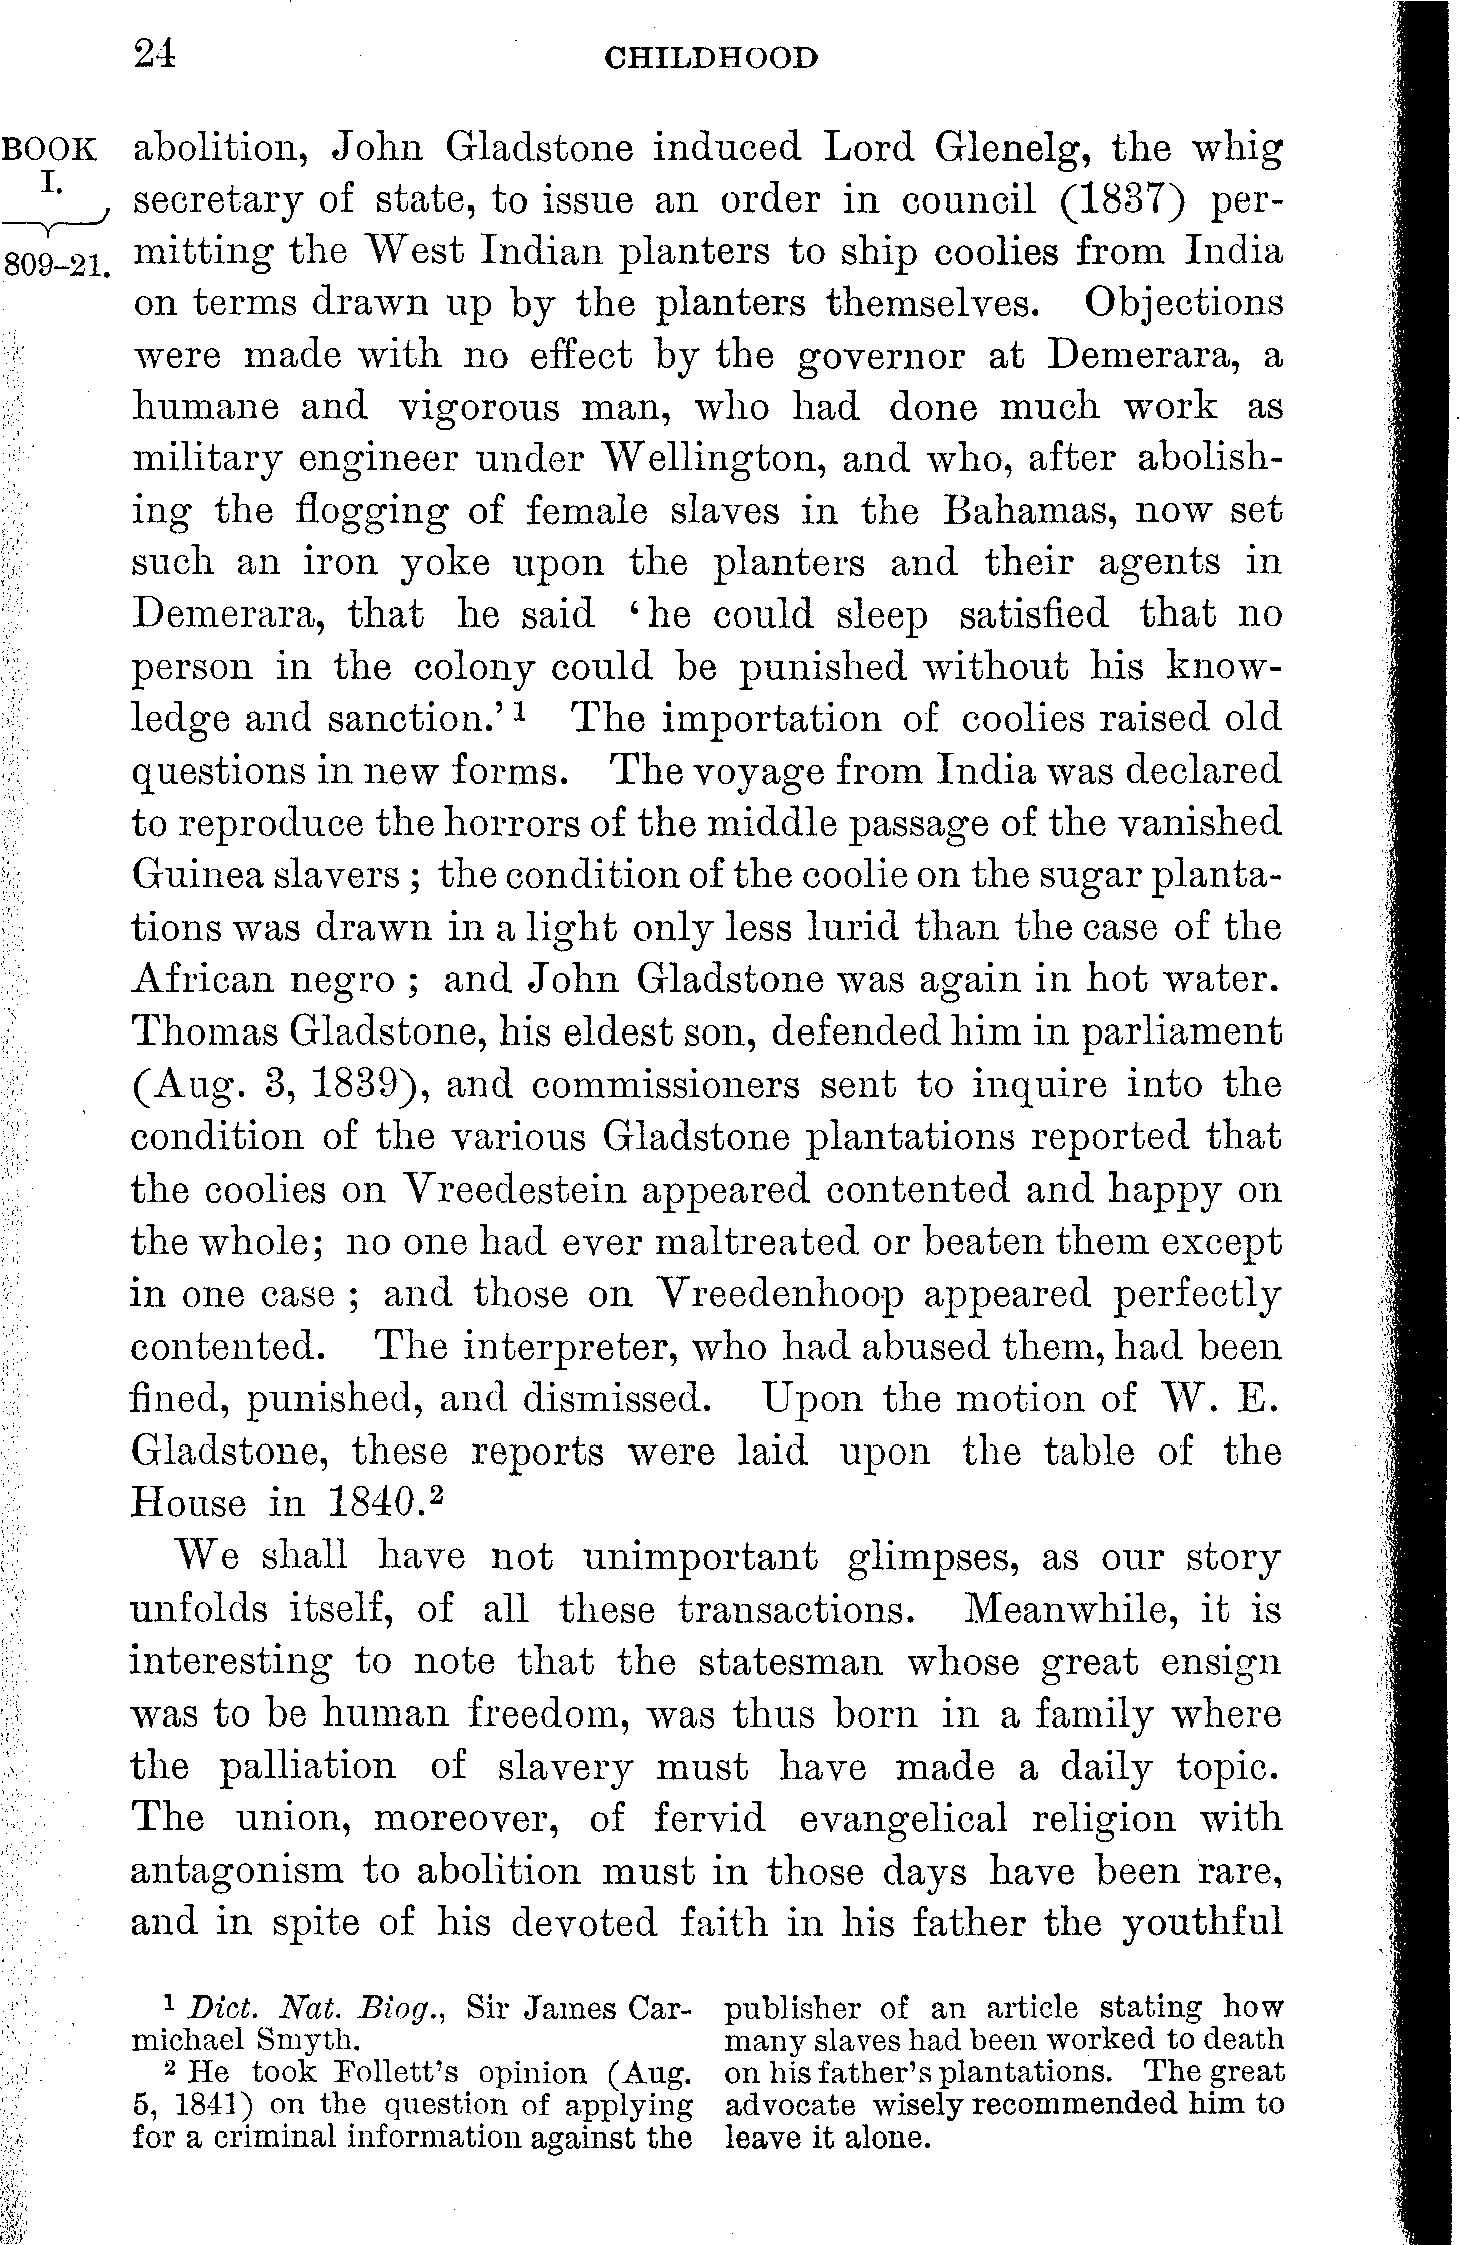 24
CHILDHOOD
BOOK
I.
809–21.
abolition, John Gladstone induced Lord Glenelg, the whig
secretary of state, to issue an order in council (1837) per-
mitting the West Indian planters to ship coolies from India
on terms drawn up by the planters themselves. Objections
were made with no effect by the governor at Demerara, a
humane and vigorous man, who had done much work as
military engineer under Wellington, and who, after abolish-
ing the flogging of female slaves in the Bahamas, now set
such an iron yoke upon the planters and their agents in
Demerara, that he said ‘he could sleep satisfied that no
person in the colony could be punished without his know-
ledge and sanction.’ 1 The importation of coolies raised old
questions in new forms. The voyage from India was declared
to reproduce the horrors of the middle passage of the vanished
Guinea slavers ; the condition of the coolie on the sugar planta-
tions was drawn in a light only less lurid than the case of the
African negro ; and John Gladstone was again in hot water.
Thomas Gladstone, his eldest son, defended him in parliament
(Aug. 3, 1839), and commissioners sent to inquire into the
condition of the various Gladstone plantations reported that
the coolies on Vreedestein appeared contented and happy on
the whole; no one had ever maltreated or beaten them except
in one case ; and those on Vreedenhoop appeared perfectly
contented. The interpreter, who had abused them, had been
fined, punished, and dismissed. Upon the motion of W. E.
Gladstone, these reports were laid upon the table of the
House in 1840.2
We shall have not unimportant glimpses, as our story
unfolds itself, of all these transactions. Meanwhile, it is
interesting to note that the statesman whose great ensign
was to be human freedom, was thus born in a family where
the palliation of slavery must have made a daily topic.
The union, moreover, of fervid evangelical religion with
antagonism to abolition must in those days have been rare,
and in spite of his devoted faith in his father the youthful
1 Dict. Nat. Biog., Sir James Car-
michael Smyth.
2 He took Follett’s opinion (Aug.
5, 1841) on the question of applying
for a criminal information against the
publisher of an article stating how
many slaves had been worked to death
on his father’s plantations. The great
advocate wisely recommended him to
leave it alone.